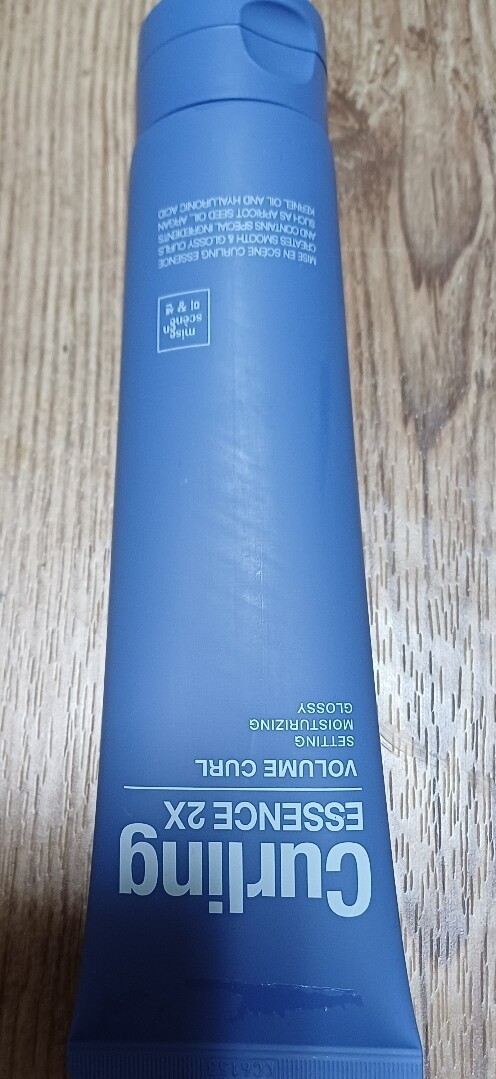 Curling
ESSENCE 2X
VOLUME CURL
SETTING
MOISTURIZING
GLOSSY
mise
en
scène
미쟝센
MISE EN SCÈNE CURLING ESSENCE
CREATES SMOOTH & GLOSSY CURLS
AND CONTAINS SPECIAL INGREDIENTS
SUCH AS APRICOT SEED OIL, ARGAN
KERNEL OIL AND HYALURONIC ACID